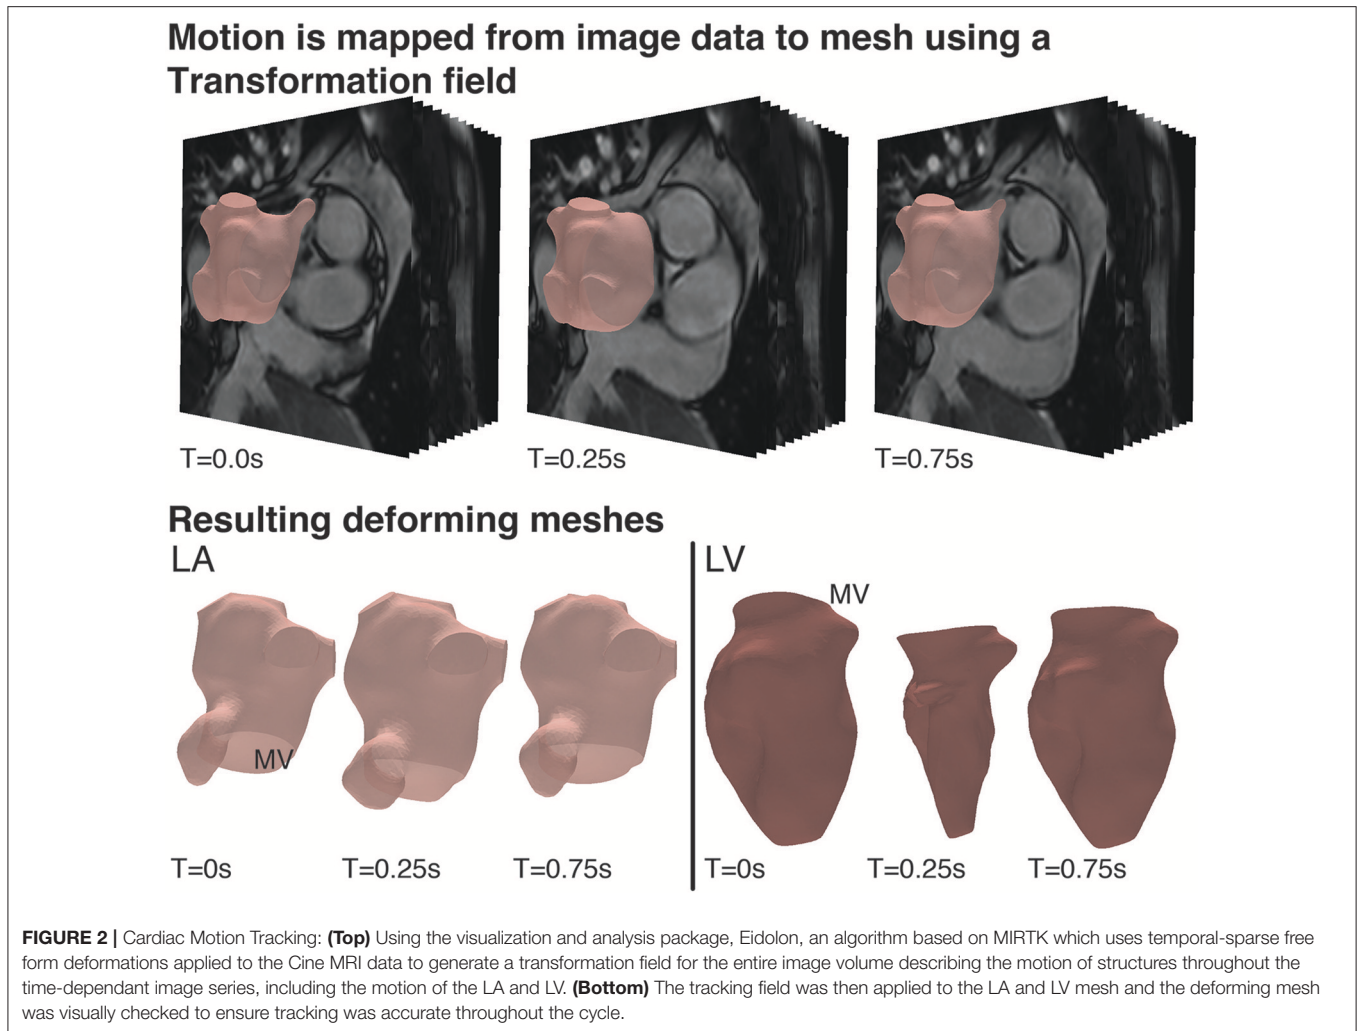 Motion is mapped from image data to mesh using a
Transformation field
T=0.0s
T=0.25s
T=0.75s
Resulting deforming meshes
LA
LV
MV
MV
T=0s
T=0.25s
T=0.75s
T=0s
T=0.25s
T=0.75s
FIGURE 2 | Cardiac Motion Tracking: (Top) Using the visualization and analysis package, Eidolon, an algorithm based on MIRTK which uses temporal-sparse free
form deformations applied to the Cine MRI data to generate a transformation field for the entire image volume describing the motion of structures throughout the
time-dependant image series, including the motion of the LA and LV. (Bottom) The tracking field was then applied to the LA and LV mesh and the deforming mesh
was visually checked to ensure tracking was accurate throughout the cycle.